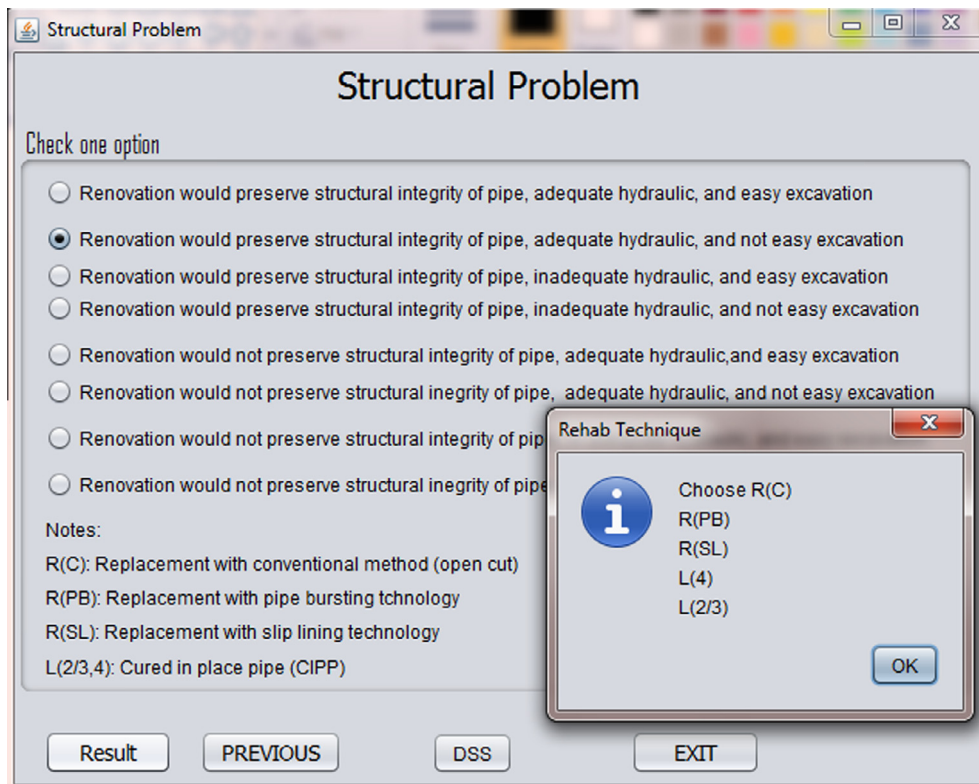 Structural Problem
Structural Problem
Check one option
Renovation would preserve structural integrity of pipe, adequate hydraulic, and easy excavation
Renovation would preserve structural integrity of pipe, adequate hydraulic, and not easy excavation
Renovation would preserve structural integrity of pipe, inadequate hydraulic, and easy excavation
Renovation would preserve structural integrity of pipe, inadequate hydraulic, and not easy excavation
Renovation would not preserve structural integrity of pipe, adequate hydraulic,and easy excavation
Renovation would not preserve structural inegrity of pipe, adequate hydraulic, and not easy excavation
Renovation would not preserve structural integrity of pip
Renovation would not preserve structural inegrity of pipe
Notes:
R(C): Replacement with conventional method (open cut)
R(PB): Replacement with pipe bursting tchnology
R(SL): Replacement with slip lining technology
L(2/3,4): Cured in place pipe (CIPP)
Rehab Technique
Choose R(C)
R(PB)
R(SL)
L(4)
L(2/3)
OK
Result PREVIOUS DSS EXIT